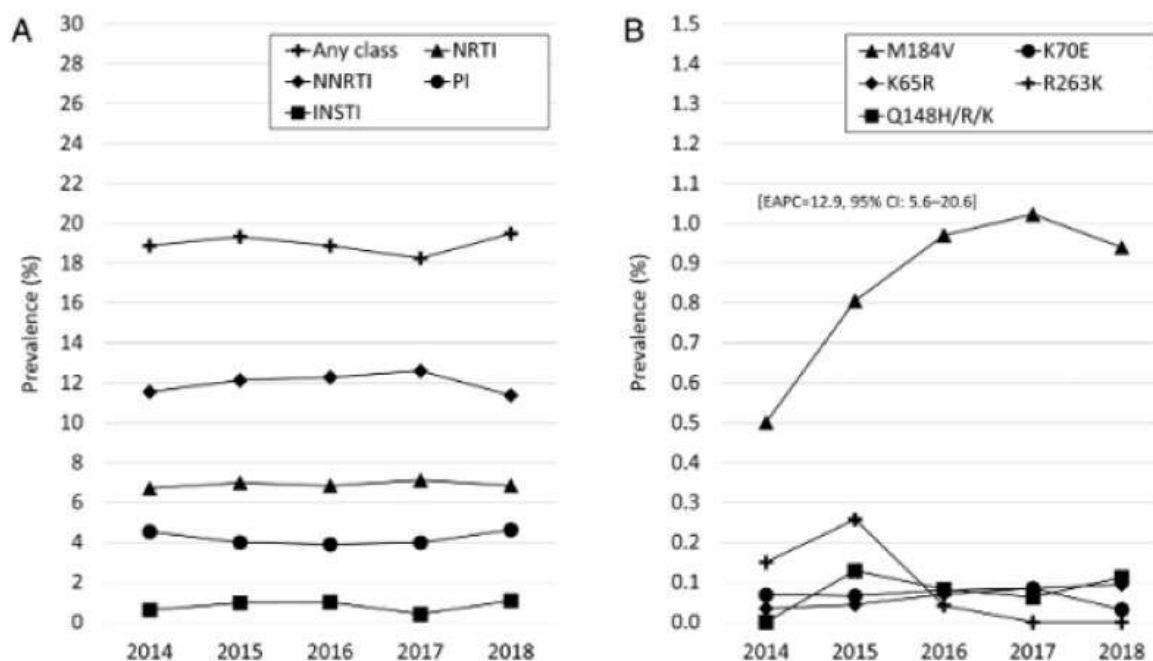 A
Prevalence (%)
30
28
26
24
22
20
18
16
14
12
10
8
6
4
2
0
Any class NRTI
NNRTI PI
INSTI
2014 2015 2016 2017 2018
B
Prevalence (%)
1.5
1.4
1.3
1.2
1.1
1.0
0.9
0.8
0.7
0.6
0.5
0.4
0.3
0.2
0.1
0.0
M184V K70E
K65R R263K
Q148H/R/K
[EAPC=12.9, 95% CI: 5.6–20.6]
2014 2015 2016 2017 2018